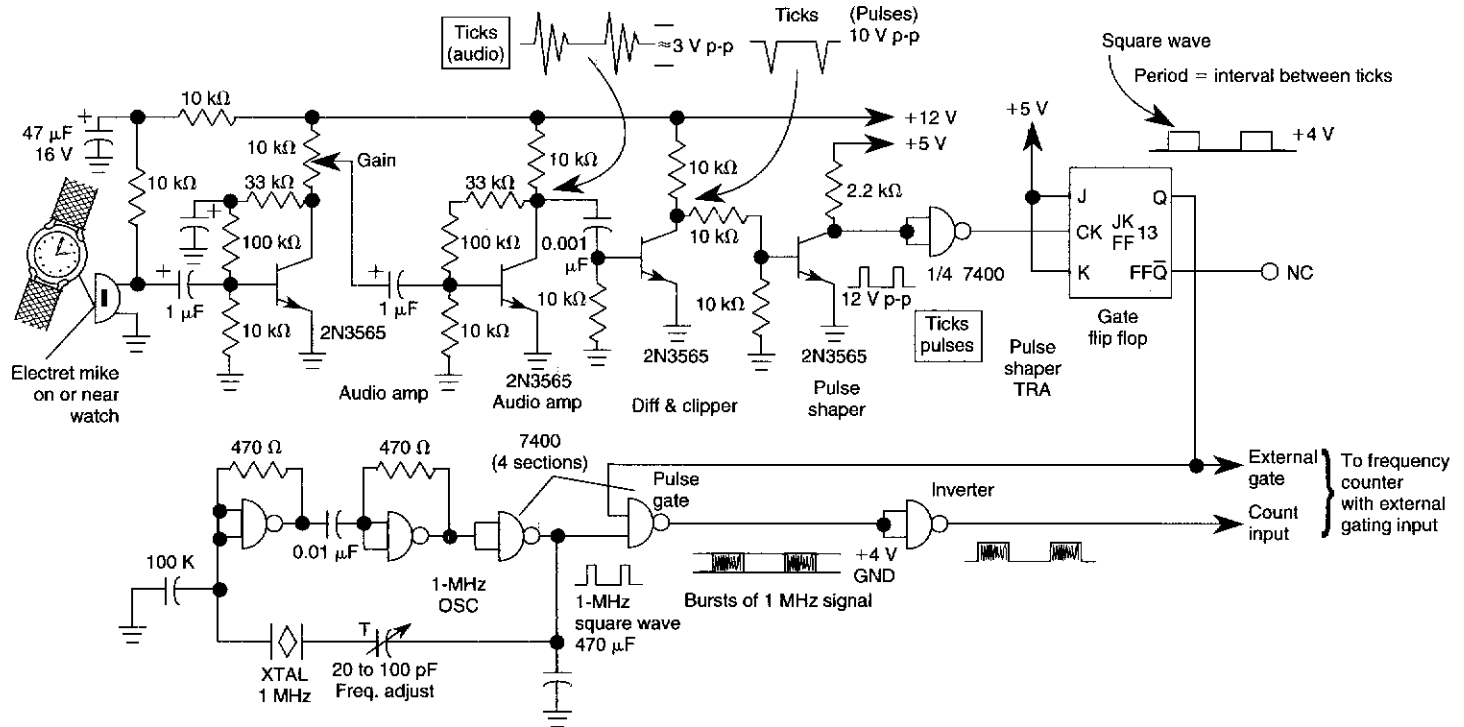 Ticks
(audio)
≈3 V p-p
Ticks
(Pulses)
10 V p-p
Square wave
Period = interval between ticks
+4 V
10 kΩ
47 μF
16 V
+
10 kΩ
10 kΩ
Gain
33 kΩ
+
100 kΩ
+
1 μF
10 kΩ
2N3565
Electret mike
on or near
watch
Audio amp
10 kΩ
33 kΩ
100 kΩ
+
1 μF
10 kΩ
2N3565
Audio amp
0.001
μF
10 kΩ
10 kΩ
10 kΩ
2N3565
Diff & clipper
+12 V
+5 V
2.2 kΩ
10 kΩ
2N3565
Pulse
shaper
12 V p-p
1/4 7400
Ticks
pulses
Pulse
shaper
TRA
+5 V
J
Q
CK
JK
FF 13
K
FFQ̅
NC
Gate
flip flop
470 Ω
470 Ω
7400
(4 sections)
Pulse
gate
Inverter
External
gate
Count
input
To frequency
counter
with external
gating input
0.01 μF
100 K
1-MHz
OSC
1-MHz
square wave
470 μF
+4 V
GND
Bursts of 1 MHz signal
XTAL
1 MHz
T
20 to 100 pF
Freq. adjust